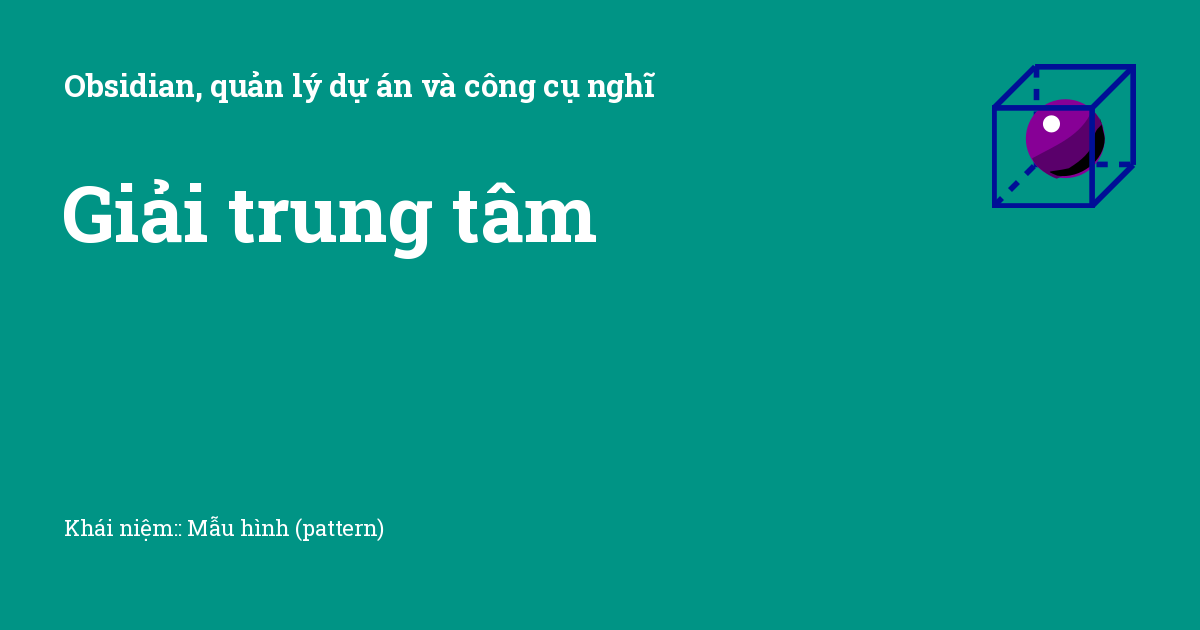 Obsidian, quản lý dự án và công cụ nghĩ
Giải trung tâm
Khái niệm:: Mẫu hình (pattern)